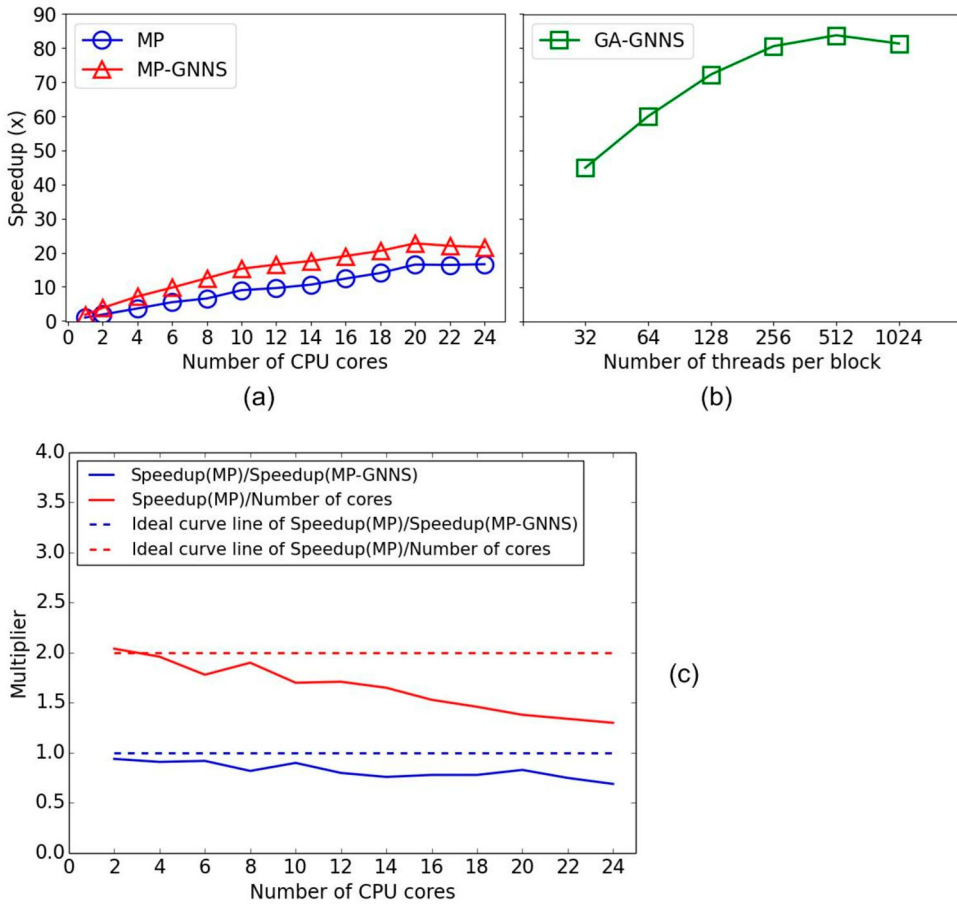 90
80
70
60
50
40
30
20
10
0
Speedup (x)
MP
MP-GNNS
0 2 4 6 8 10 12 14 16 18 20 22 24
Number of CPU cores
(a)
GA-GNNS
32 64 128 256 512 1024
Number of threads per block
(b)
4.0
3.5
3.0
2.5
2.0
1.5
1.0
0.5
0.0
Multiplier
Speedup(MP)/Speedup(MP-GNNS)
Speedup(MP)/Number of cores
Ideal curve line of Speedup(MP)/Speedup(MP-GNNS)
Ideal curve line of Speedup(MP)/Number of cores
0 2 4 6 8 10 12 14 16 18 20 22 24
Number of CPU cores
(c)